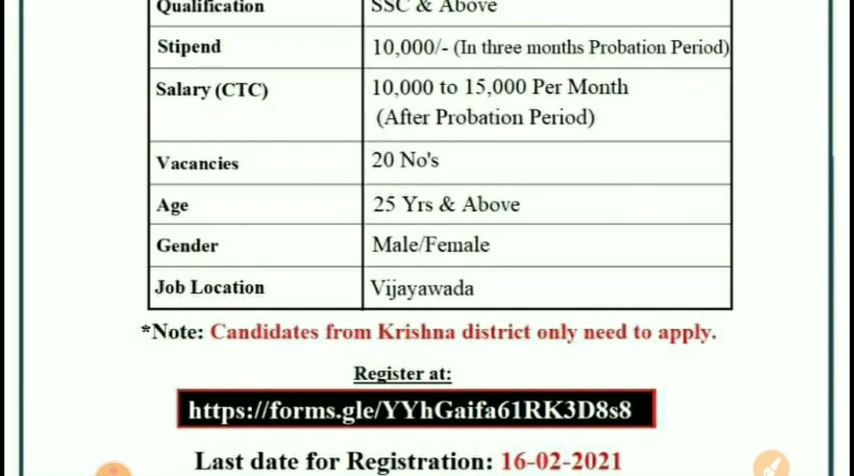 Qualification SSC & Above
Stipend 10,000/- (In three months Probation Period)
Salary (CTC) 10,000 to 15,000 Per Month
(After Probation Period)
Vacancies 20 No's
Age 25 Yrs & Above
Gender Male/Female
Job Location Vijayawada
*Note: Candidates from Krishna district only need to apply.
Register at:
https://forms.gle/YYhGaifa61RK3D8s8
Last date for Registration: 16-02-2021